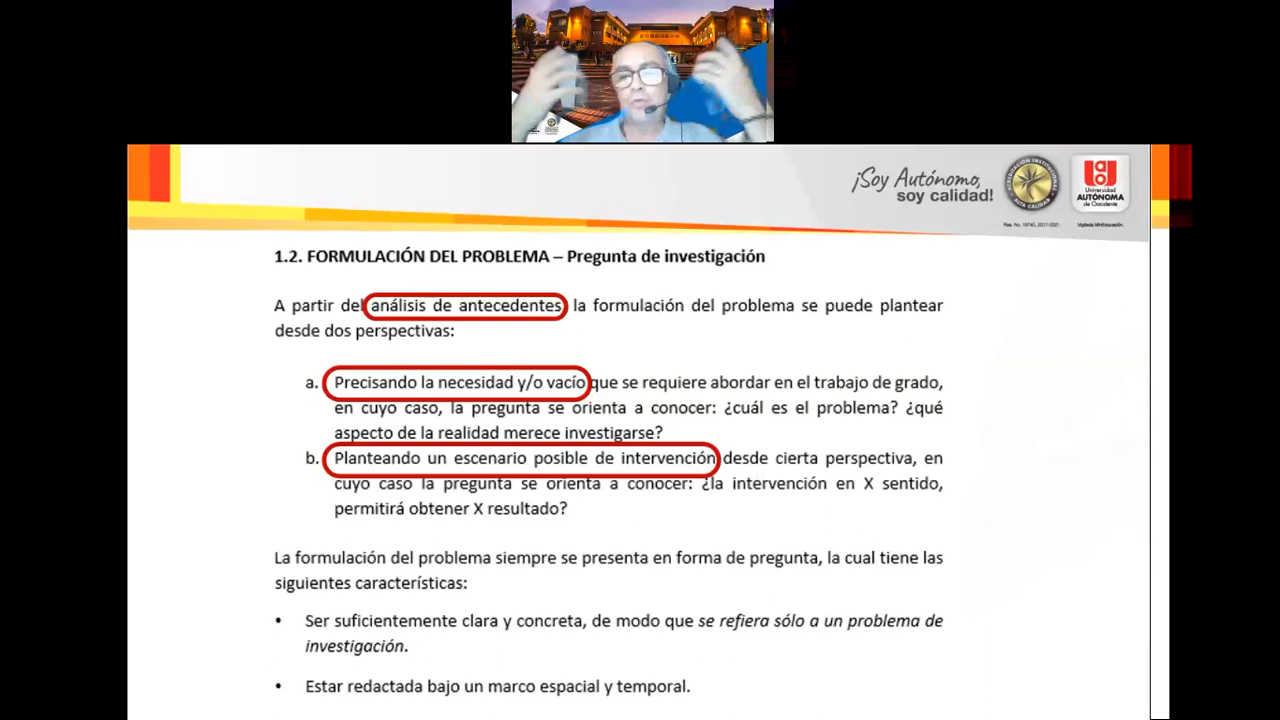 ¡Soy Autónomo,
soy calidad!
ACREDITACIÓN INSTITUCIONAL
ALTA CALIDAD
Universidad
AUTÓNOMA
de Occidente
Vigilada MinEducación.
1.2. FORMULACIÓN DEL PROBLEMA – Pregunta de investigación
A partir del análisis de antecedentes la formulación del problema se puede plantear
desde dos perspectivas:
a. Precisando la necesidad y/o vacío que se requiere abordar en el trabajo de grado,
en cuyo caso, la pregunta se orienta a conocer: ¿cuál es el problema? ¿qué
aspecto de la realidad merece investigarse?
b. Planteando un escenario posible de intervención desde cierta perspectiva, en
cuyo caso la pregunta se orienta a conocer: ¿la intervención en X sentido,
permitirá obtener X resultado?
La formulación del problema siempre se presenta en forma de pregunta, la cual tiene las
siguientes características:
• Ser suficientemente clara y concreta, de modo que se refiera sólo a un problema de
investigación.
• Estar redactada bajo un marco espacial y temporal.